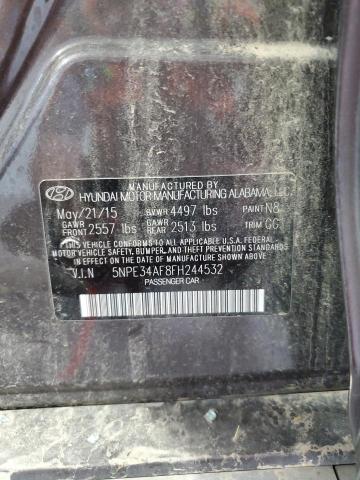 MANUFACTURED BY
HYUNDAI MOTOR MANUFACTURING ALABAMA, LLC
May/21/15 GVWR 4497 lbs PAINT N8
GAWR FRONT 2557 lbs GAWR REAR 2513 lbs TRIM GG
THIS VEHICLE CONFORMS TO ALL APPLICABLE U.S.A. FEDERAL
MOTOR VEHICLE SAFETY, BUMPER, AND THEFT PREVENTION STANDARDS
IN EFFECT ON THE DATE OF MANUFACTURE SHOWN ABOVE.
V.I.N 5NPE34AF8FH244532
PASSENGER CAR